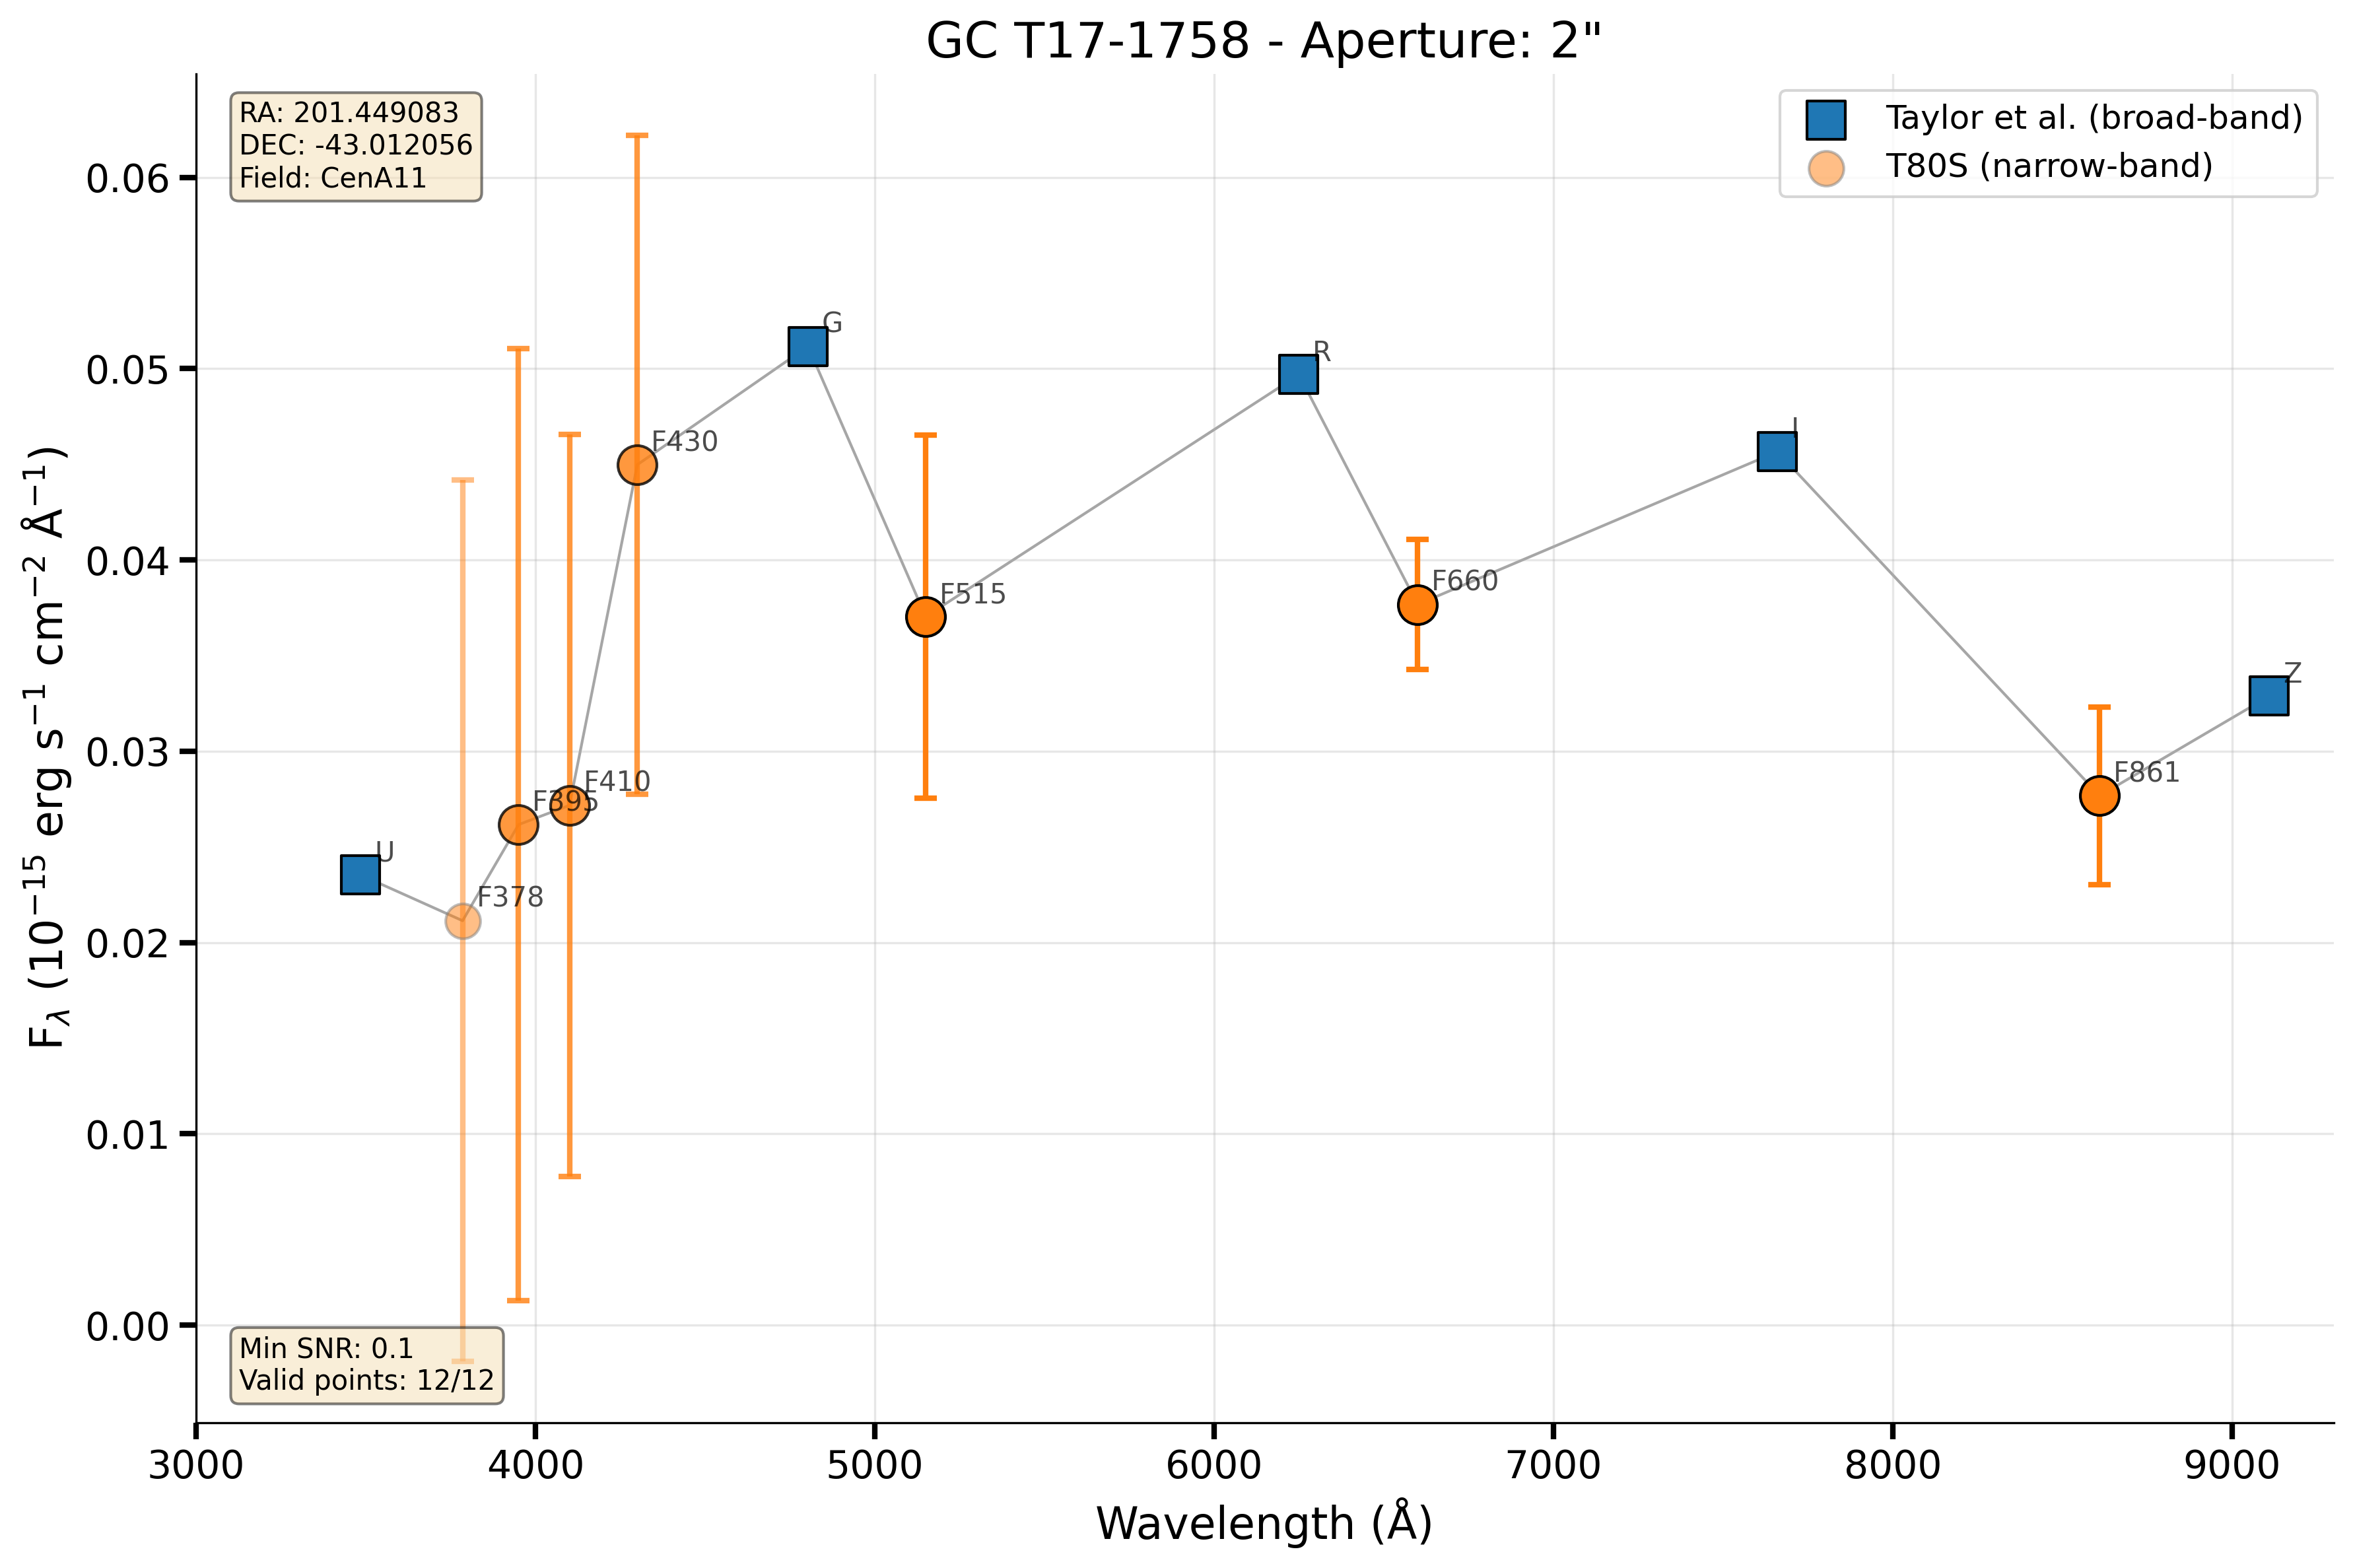 GC T17-1758 - Aperture: 2"
RA: 201.449083
DEC: -43.012056
Field: CenA11
Taylor et al. (broad-band)
T80S (narrow-band)
F_λ (10⁻¹⁵ erg s⁻¹ cm⁻² Å⁻¹)
0.06
0.05
0.04
0.03
0.02
0.01
0.00
U
F378
F395
F410
F430
G
F515
R
F660
I
F861
Z
Min SNR: 0.1
Valid points: 12/12
3000
4000
5000
6000
7000
8000
9000
Wavelength (Å)